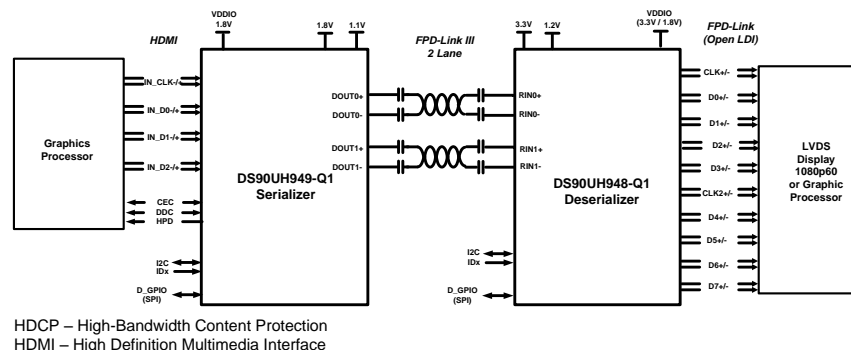 VDDIO
1.8V
1.8V
1.1V
3.3V
1.2V
VDDIO
(3.3V / 1.8V)
HDMI
FPD-Link III
2 Lane
FPD-Link
(Open LDI)
Graphics
Processor
IN_CLK-/+
IN_D0-/+
IN_D1-/+
IN_D2-/+
CEC
DDC
HPD
I2C
IDx
D_GPIO
(SPI)
DS90UH949-Q1
Serializer
DOUT0+
DOUT0-
DOUT1+
DOUT1-
RIN0+
RIN0-
RIN1+
RIN1-
DS90UH948-Q1
Deserializer
I2C
IDx
D_GPIO
(SPI)
CLK+/-
D0+/-
D1+/-
D2+/-
D3+/-
CLK2+/-
D4+/-
D5+/-
D6+/-
D7+/-
LVDS
Display
1080p60
or Graphic
Processor
HDCP – High-Bandwidth Content Protection
HDMI – High Definition Multimedia Interface